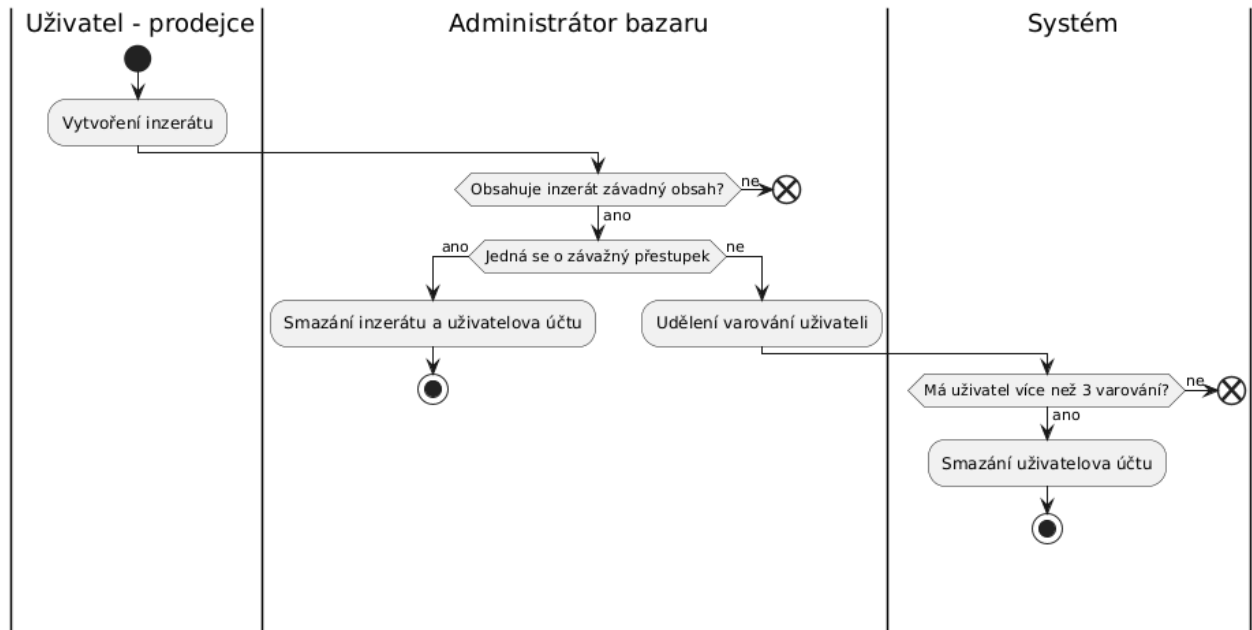 Uživatel - prodejce
Administrátor bazaru
Systém
Vytvoření inzerátu
Obsahuje inzerát závadný obsah?
ne
ano
Jedná se o závažný přestupek
ano
ne
Smazání inzerátu a uživatelova účtu
Udělení varování uživateli
Má uživatel více než 3 varování?
ne
ano
Smazání uživatelova účtu